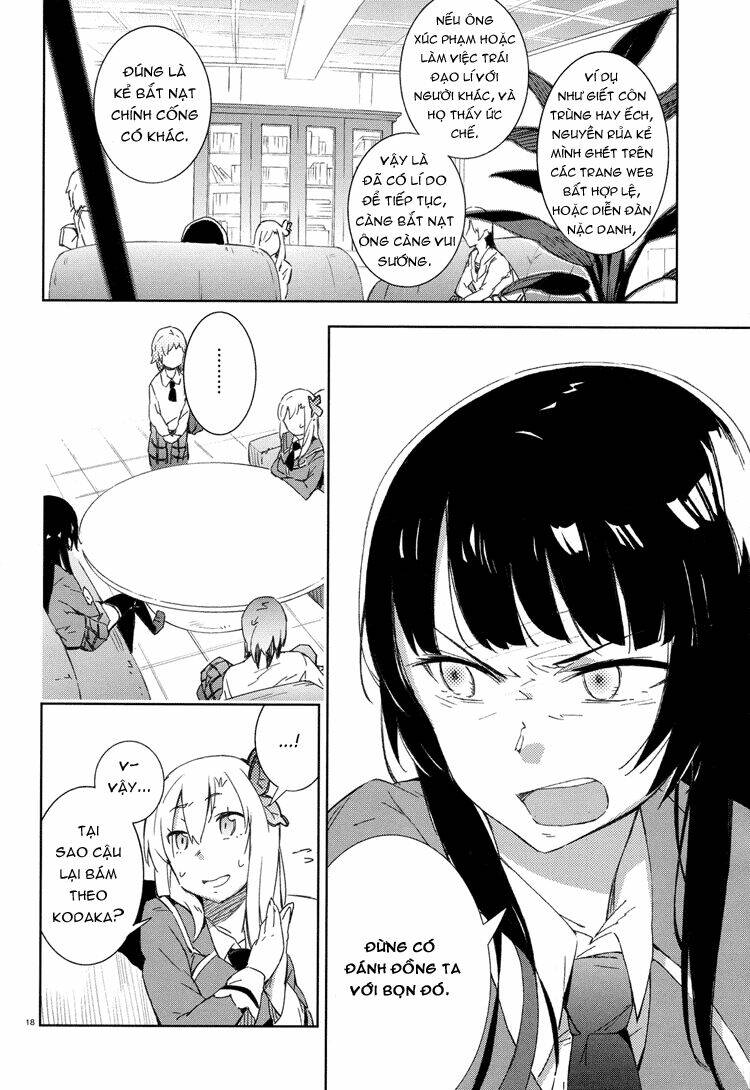 VÍ DỤ
NHƯ GIẾT CÔN
TRÙNG HAY ẾCH,
NGUYỀN RỦA KẺ
MÌNH GHÉT TRÊN
CÁC TRANG WEB
BẤT HỢP LỆ,
HOẶC DIỄN ĐÀN
NẶC DANH,
NẾU ÔNG
XÚC PHẠM HOẶC
LÀM VIỆC TRÁI
ĐẠO LÍ VỚI
NGƯỜI KHÁC, VÀ
HỌ THẤY ỨC
CHẾ.
VẬY LÀ
ĐÃ CÓ LÍ DO
ĐỂ TIẾP TỤC,
CÀNG BẮT NẠT
ÔNG CÀNG VUI
SƯỚNG.
ĐÚNG LÀ
KẺ BẮT NẠT
CHÍNH CỐNG
CÓ KHÁC.
ĐỪNG CÓ
ĐÁNH ĐỒNG TA
VỚI BỌN ĐÓ.
........
...!
V-
VẬY...
TẠI
SAO CẬU
LẠI BÁM
THEO
KODAKA?
18